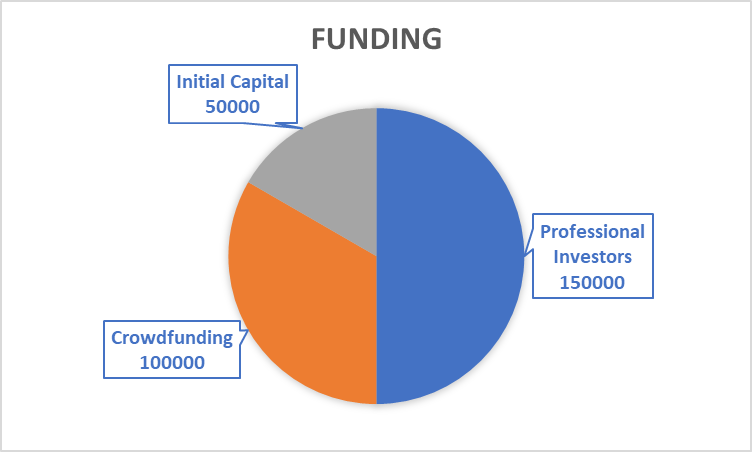 FUNDING
Initial Capital
50000
Professional
Investors
150000
Crowdfunding
100000